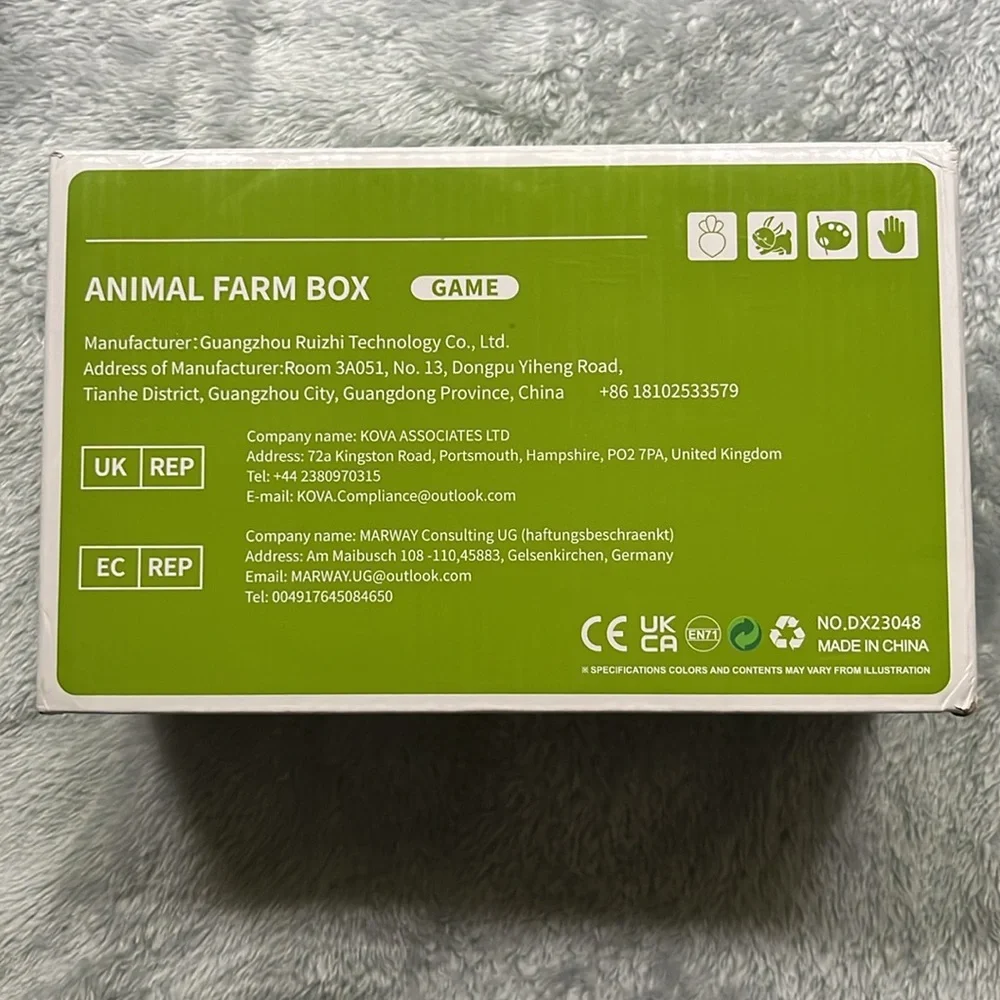 ANIMAL FARM BOX GAME
Manufacturer:Guangzhou Ruizhi Technology Co., Ltd.
Address of Manufacturer:Room 3A051, No. 13, Dongpu Yiheng Road,
Tianhe District, Guangzhou City, Guangdong Province, China +86 18102533579
UK REP
Company name: KOVA ASSOCIATES LTD
Address: 72a Kingston Road, Portsmouth, Hampshire, PO2 7PA, United Kingdom
Tel: +44 2380970315
E-mail: KOVA.Compliance@outlook.com
EC REP
Company name: MARWAY Consulting UG (haftungsbeschraenkt)
Address: Am Maibusch 108 -110,45883, Gelsenkirchen, Germany
Email: MARWAY.UG@outlook.com
Tel: 004917645084650
CE UK CA EN71 NO.DX23048
MADE IN CHINA
※ SPECIFICATIONS COLORS AND CONTENTS MAY VARY FROM ILLUSTRATION